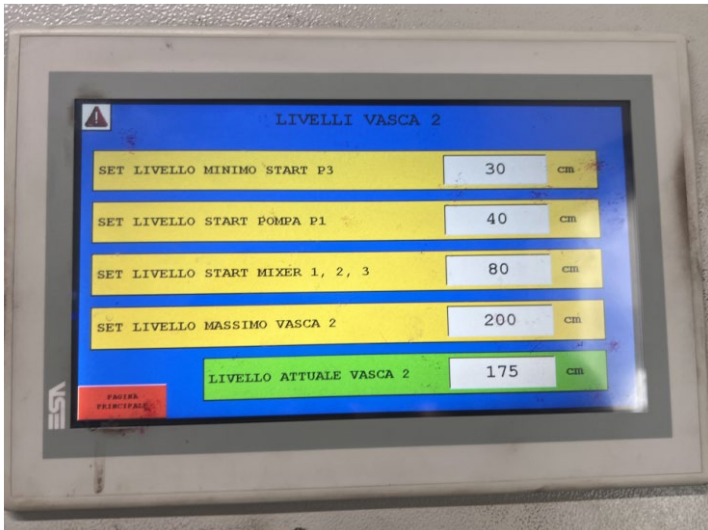 LIVELLI VASCA 2
SET LIVELLO MINIMO START P3 30 cm
SET LIVELLO START POMPA P1 40 cm
SET LIVELLO START MIXER 1, 2, 3 80 cm
SET LIVELLO MASSIMO VASCA 2 200 cm
LIVELLO ATTUALE VASCA 2 175 cm
PAGINA
PRINCIPALE
ESA